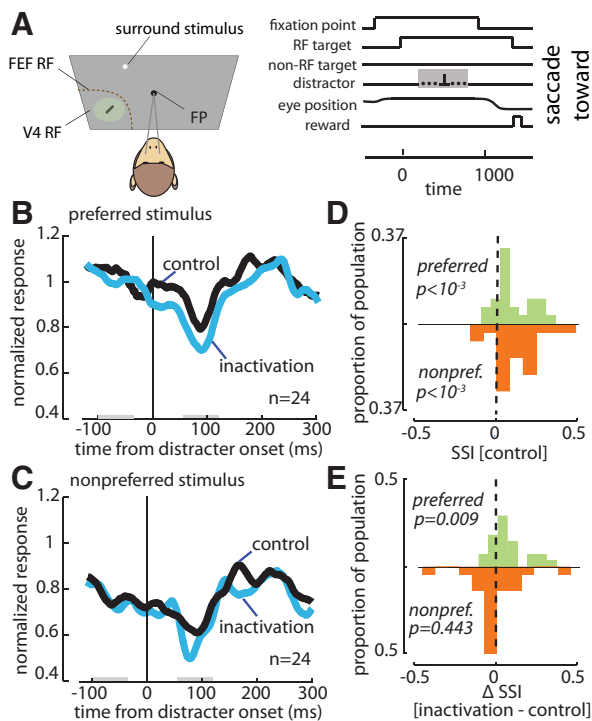 A
surround stimulus
FEF RF
V4 RF
FP
fixation point
RF target
non-RF target
distractor
eye position
reward
0
1000
time
saccade
toward
B
preferred stimulus
normalized response
1.2
1
0.8
0.6
0.4
control
inactivation
n=24
-100
0
100
200
300
time from distracter onset (ms)
C
nonpreferred stimulus
normalized response
1.2
1
0.8
0.6
0.4
control
inactivation
n=24
-100
0
100
200
300
time from distracter onset (ms)
D
proportion of population
0.37
0.37
preferred
p<10-3
nonpref.
p<10-3
-0.5
0
0.5
SSI [control]
E
proportion of population
0.5
0.5
preferred
p=0.009
nonpref.
p=0.443
-0.5
0
0.5
Δ SSI
[inactivation - control]